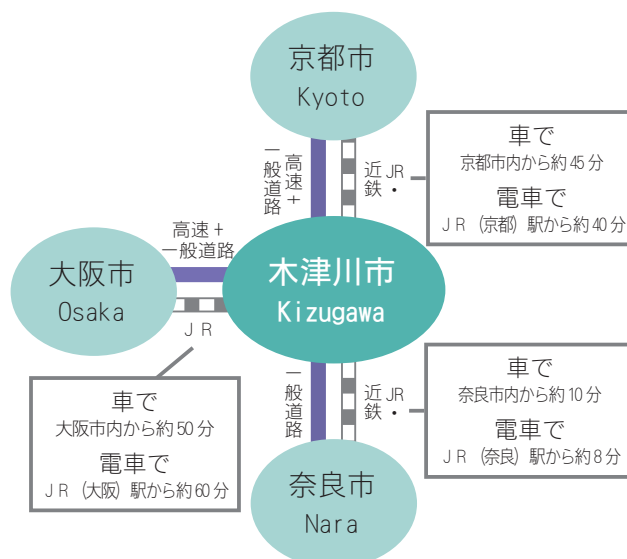 京都市
Kyoto
高速+
一般道路
JR・
近鉄
車で
京都市内から約45分
電車で
JR (京都) 駅から約40分
高速+
一般道路
大阪市
Osaka
JR
木津川市
Kizugawa
車で
大阪市内から約50分
電車で
JR (大阪) 駅から約60分
一般道路
JR・
近鉄
車で
奈良市内から約10分
電車で
JR (奈良) 駅から約8分
奈良市
Nara